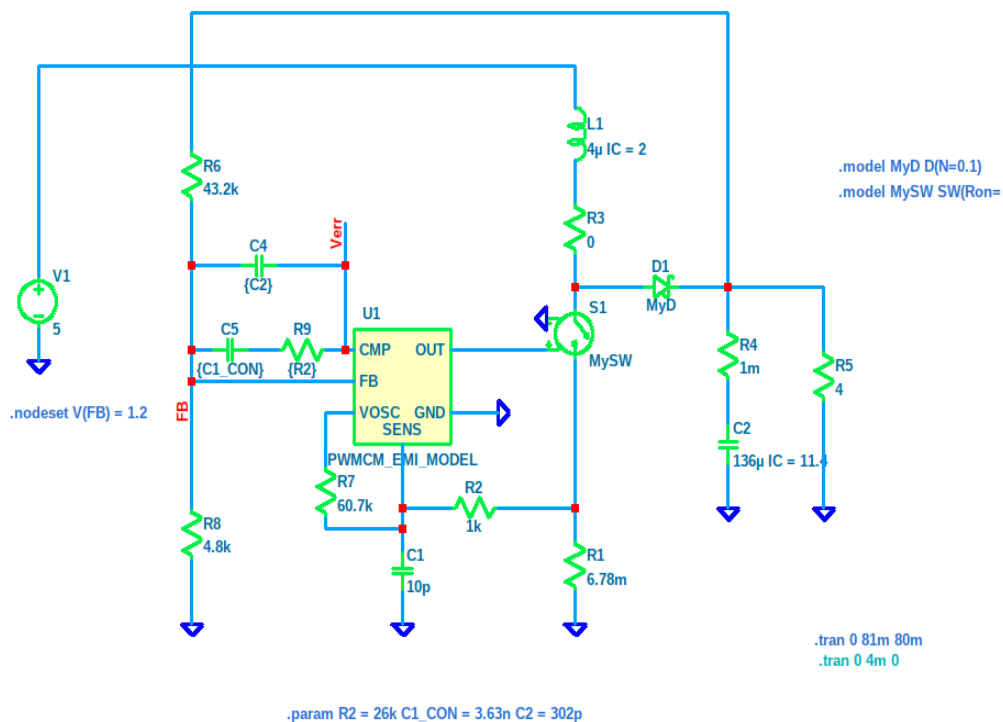 L1
4µ IC = 2
.model MyD D(N=0.1)
.model MySW SW(Ron=
R6
43.2k
R3
0
Verr
C4
{C2}
V1
5
D1
MyD
S1
MySW
U1
C5
{C1_CON}
R9
{R2}
CMP
OUT
FB
VOSC
GND
SENS
PWMCM_EMI_MODEL
R4
1m
R5
4
.nodeset V(FB) = 1.2
FB
C2
136µ IC = 11.4
R7
60.7k
R2
1k
R8
4.8k
C1
10p
R1
6.78m
.tran 0 81m 80m
.tran 0 4m 0
.param R2 = 26k C1_CON = 3.63n C2 = 302p